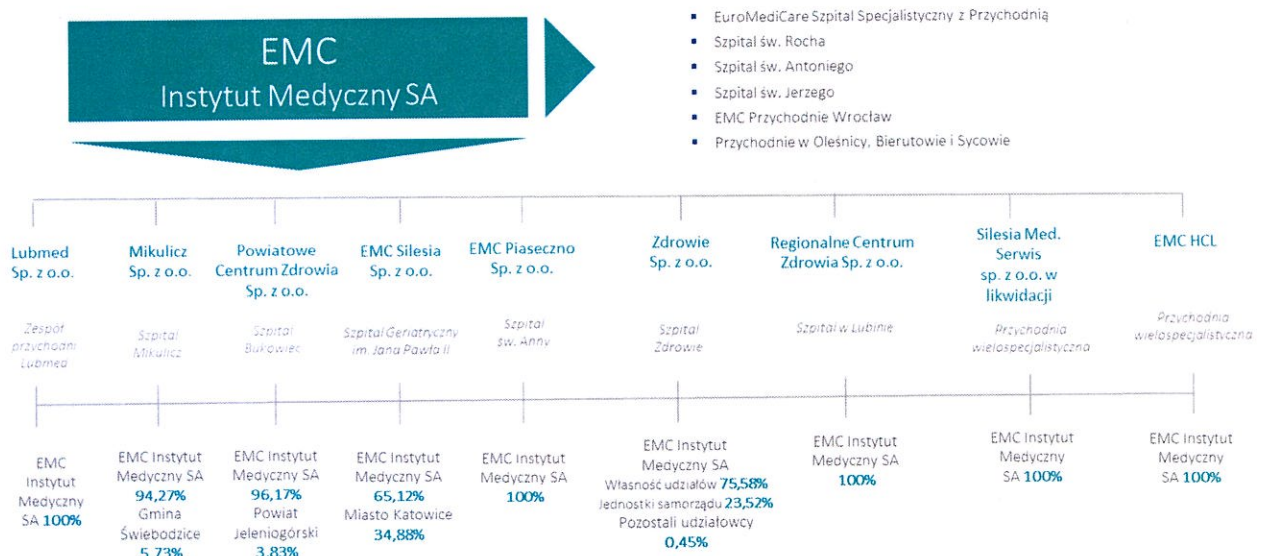 EMC
Instytut Medyczny SA
EuroMediCare Szpital Specjalistyczny z Przychodnią
Szpital św. Rocha
Szpital św. Antoniego
Szpital św. Jerzego
EMC Przychodnie Wrocław
Przychodnie w Oleśnicy, Bierutowie i Sycowie
Lubmed
Sp. z o.o.
Mikulicz
Sp. z o.o.
Powiatowe
Centrum Zdrowia
Sp. z o.o.
EMC Silesia
Sp. z o.o.
EMC Piaseczno
Sp. z o.o.
Zdrowie
Sp. z o.o.
Regionalne Centrum
Zdrowia Sp. z o.o.
Silesia Med.
Serwis
sp. z o.o. w
likwidacji
EMC HCL
Zespół
przychodni
Lubmed
Szpital
Mikulicz
Szpital
Bukowiec
Szpital Geriatryczny
im. Jana Pawła II
Szpital
św. Anny
Szpital
Zdrowie
Szpital w Lubinie
Przychodnia
wielospecjalistyczna
Przychodnia
wielospecjalistyczna
EMC
Instytut
Medyczny
SA 100%
EMC Instytut
Medyczny SA
94,27%
Gmina
Świebodzice
5,73%
EMC Instytut
Medyczny SA
96,17%
Powiat
Jeleniogórski
3,83%
EMC Instytut
Medyczny SA
65,12%
Miasto Katowice
34,88%
EMC Instytut
Medyczny SA
100%
EMC Instytut
Medyczny SA
Własność udziałów 75,58%
Jednostki samorządu 23,52%
Pozostali udziałowcy
0,45%
EMC Instytut
Medyczny SA
100%
EMC Instytut
Medyczny
SA 100%
EMC Instytut
Medyczny
SA 100%